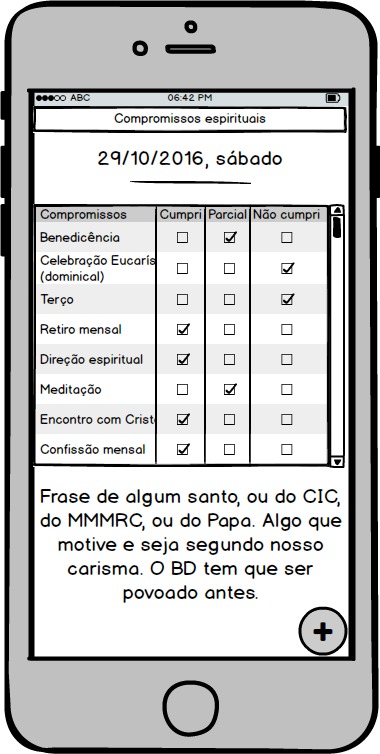 ABC 06:42 PM
Compromissos espirituais
29/10/2016, sábado
Compromissos Cumpri Parcial Não cumpri
Benedicência
Celebração Eucarís
(dominical)
Terço
Retiro mensal
Direção espiritual
Meditação
Encontro com Crist
Confissão mensal
Frase de algum santo, ou do CIC,
do MMMRC, ou do Papa. Algo que
motive e seja segundo nosso
carisma. O BD tem que ser
povoado antes.
+